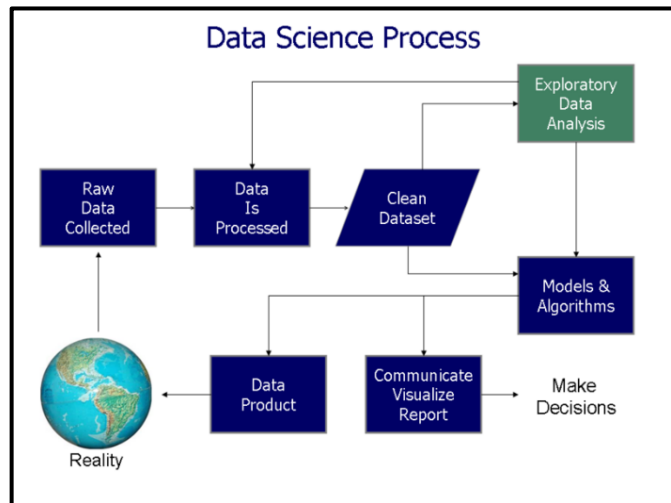 Data Science Process
Exploratory
Data
Analysis
Raw
Data
Collected
Data
Is
Processed
Clean
Dataset
Models &
Algorithms
Data
Product
Communicate
Visualize
Report
Make
Decisions
Reality